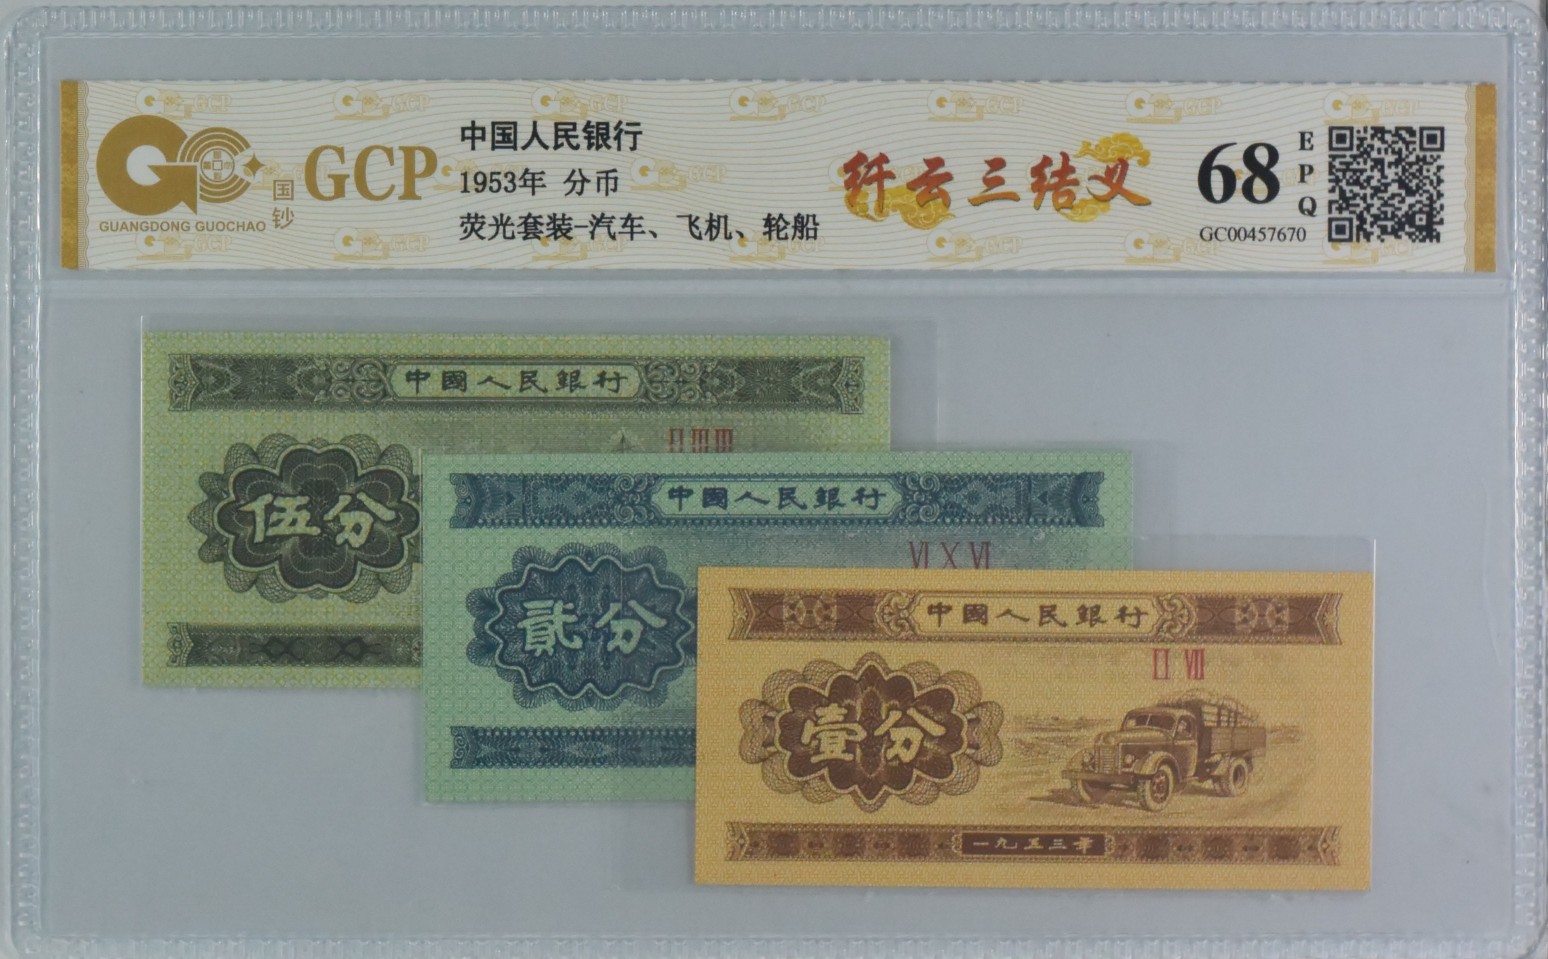 国钞
GCP
GUANGDONG GUOCHAO
中国人民银行
1953年 分币
荧光套装-汽车、飞机、轮船
纤云三结义
68
EPQ
GC00457670
中國人民銀行
ⅡⅢⅢ
伍分
中國人民銀行
Ⅵ Ⅹ Ⅵ
貳分
中國人民銀行
Ⅱ Ⅶ
壹分
一九五三年